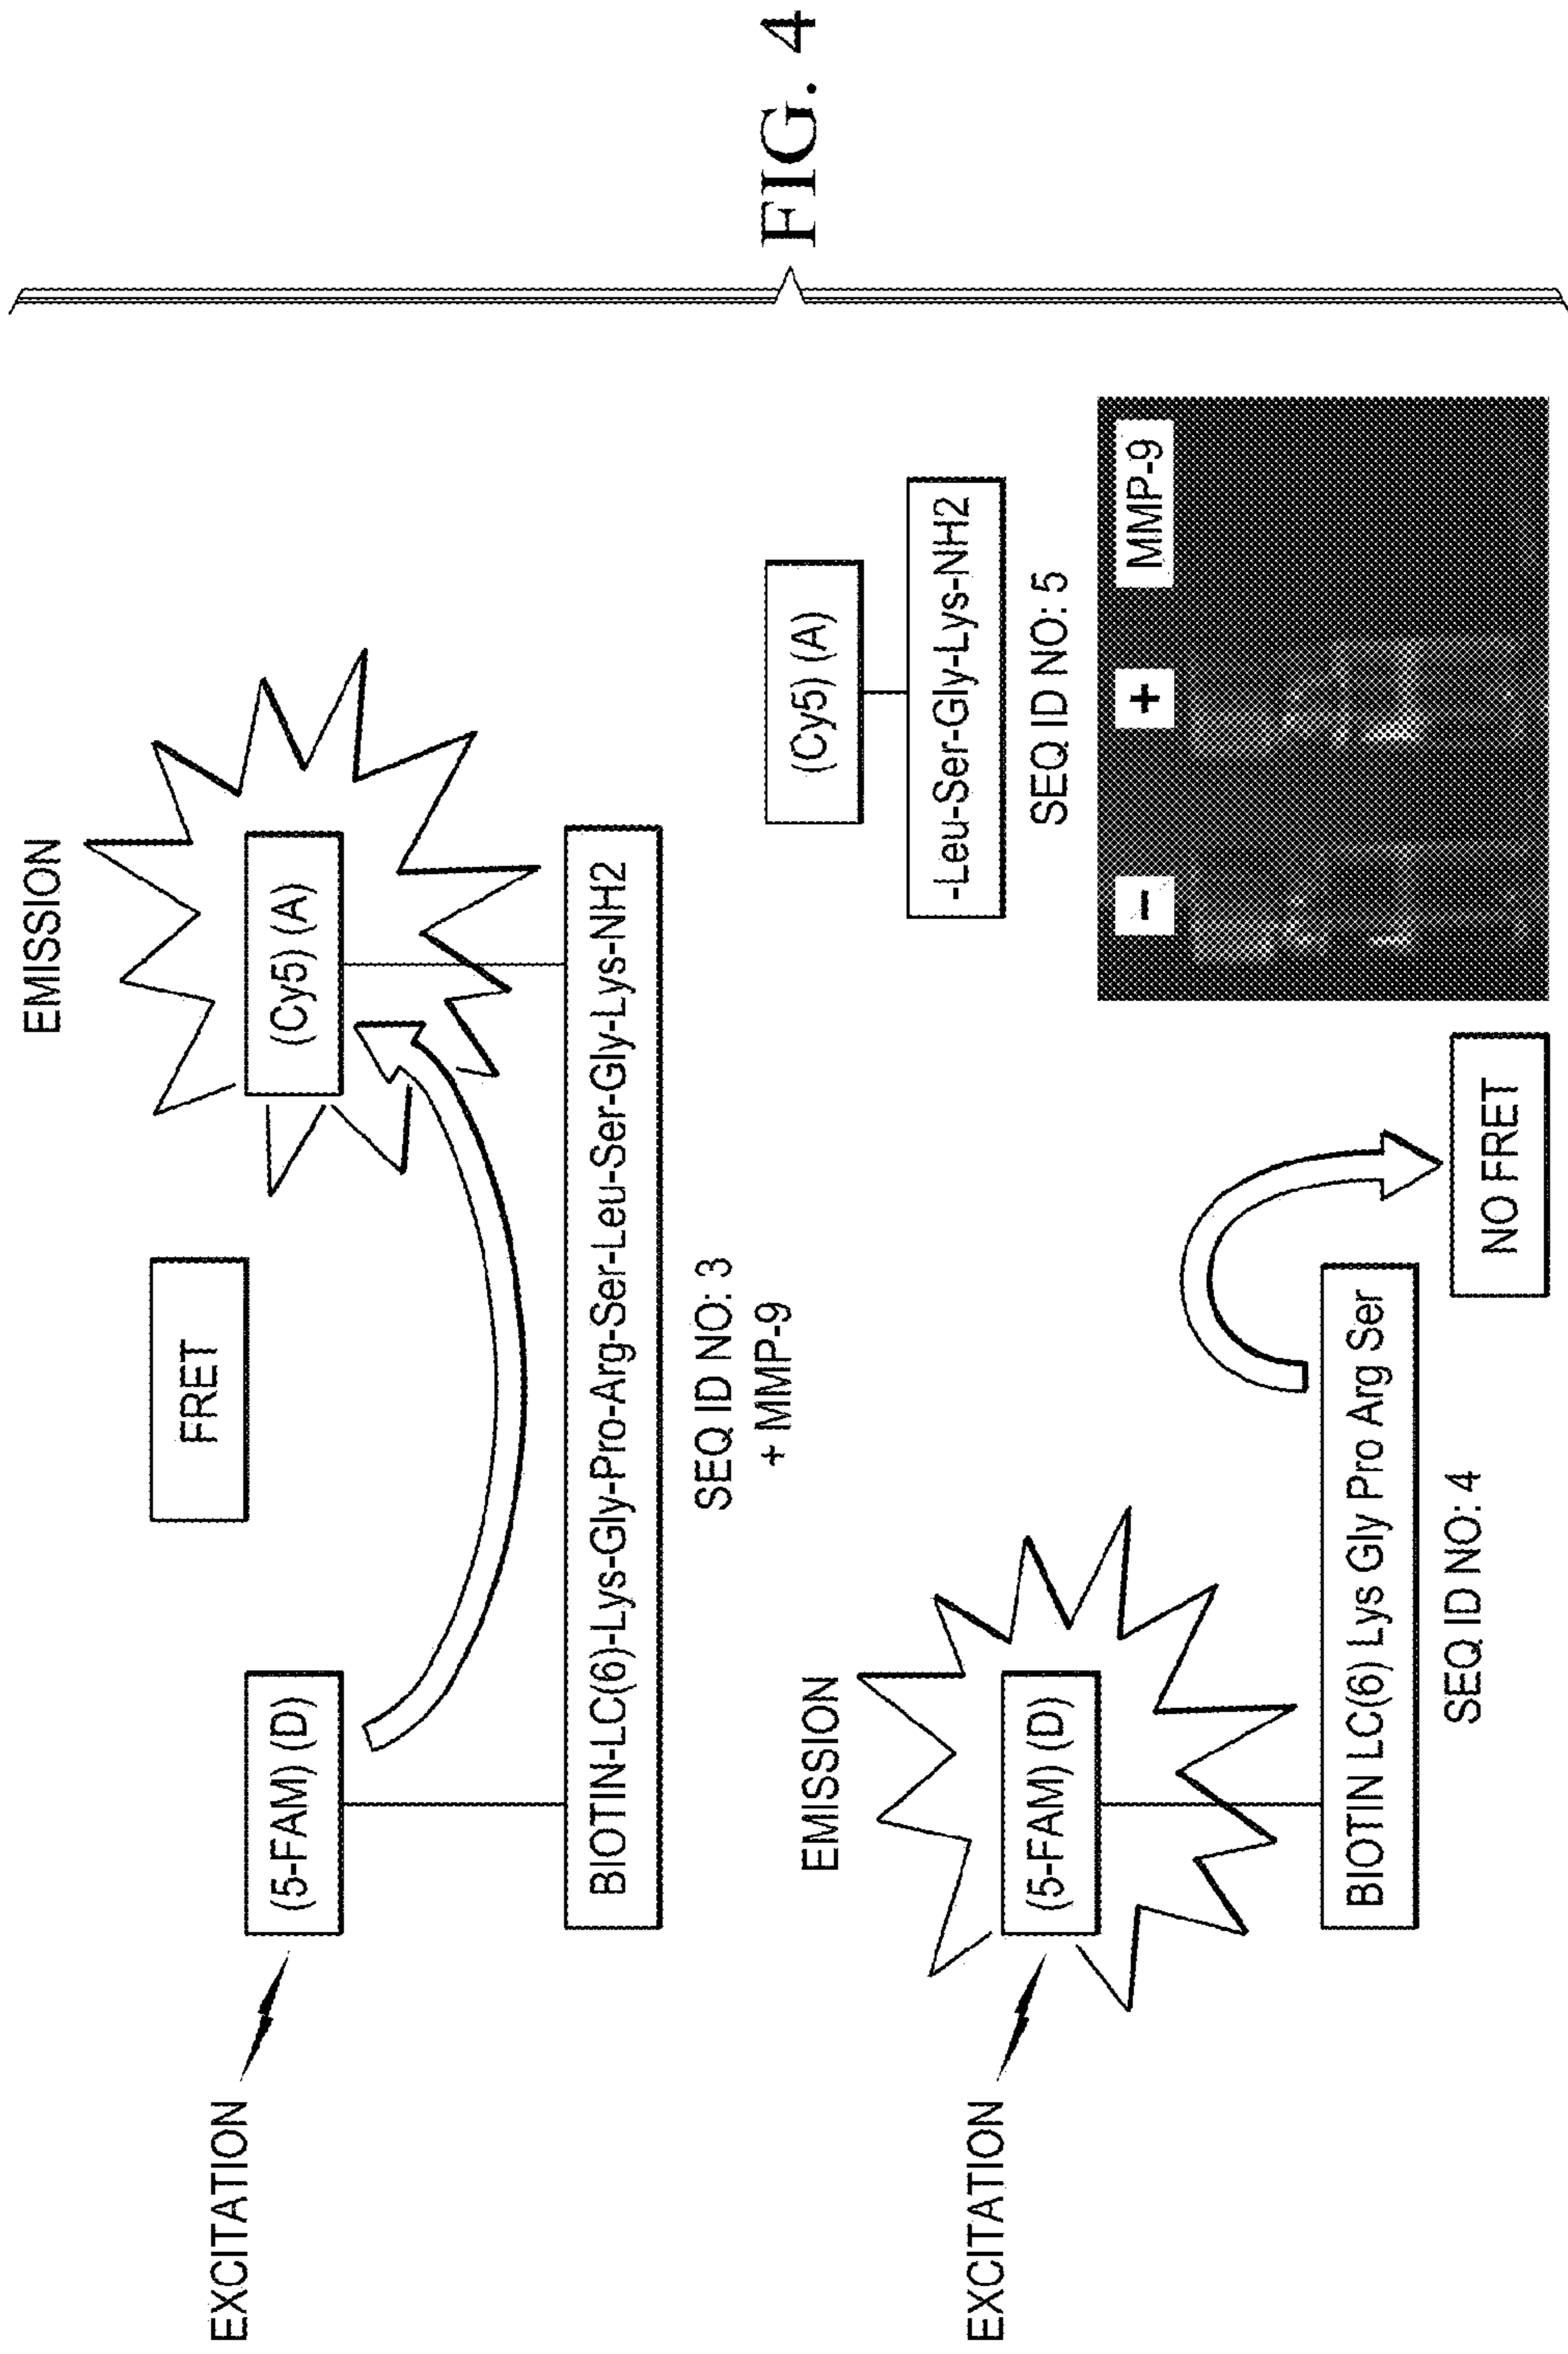 EXCITATION
(5-FAM) (D)
FRET
EMISSION
(Cy5) (A)
BIOTIN-LC(6)-Lys-Gly-Pro-Arg-Ser-Leu-Ser-Gly-Lys-NH2
SEQ ID NO: 3
+ MMP-9
EXCITATION
EMISSION
(5-FAM) (D)
BIOTIN LC(6) Lys Gly Pro Arg Ser
SEQ ID NO: 4
NO FRET
(Cy5) (A)
-Leu-Ser-Gly-Lys-NH2
SEQ ID NO: 5
− + MMP-9
FIG. 4